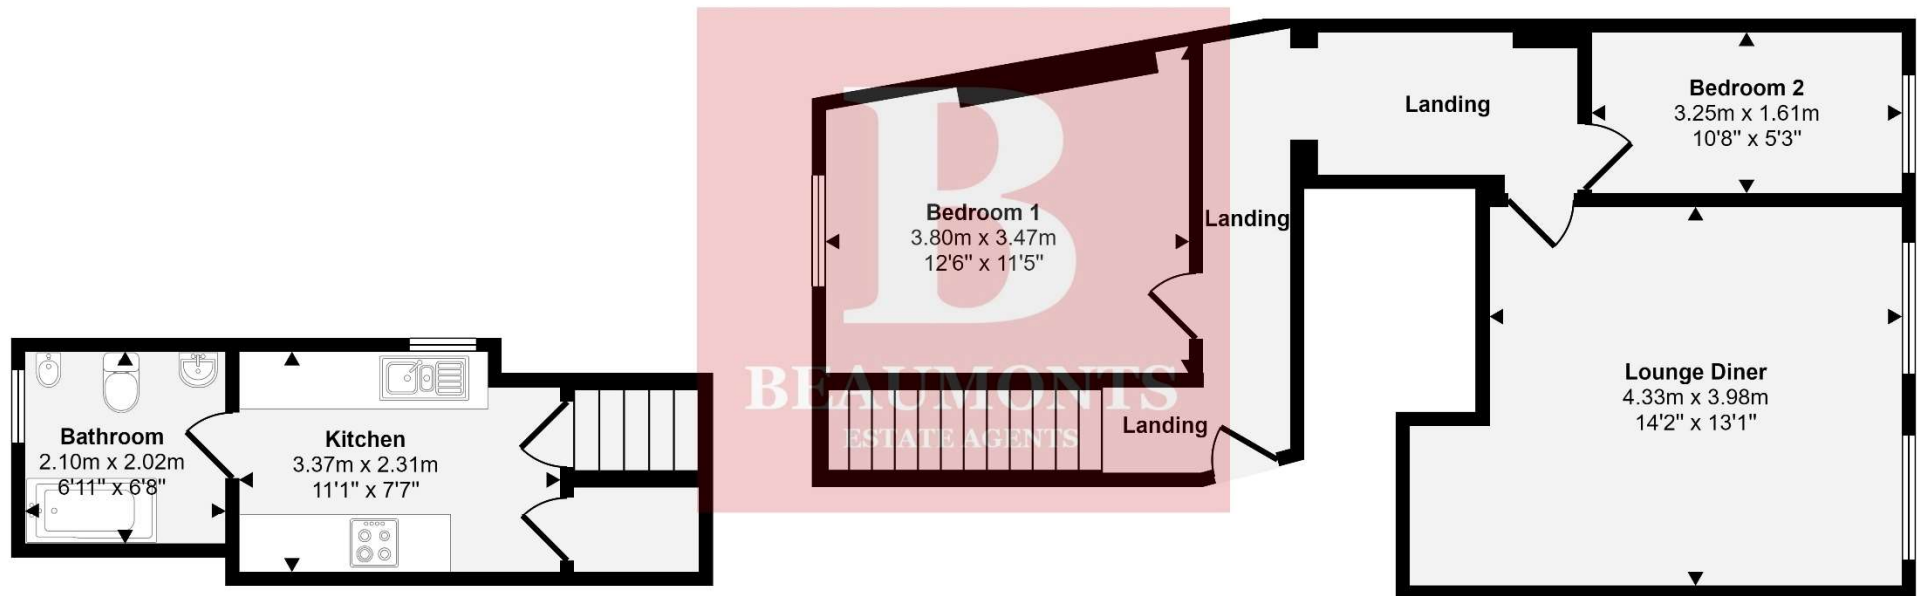 Bathroom
2.10m x 2.02m
6'11" x 6'8"
Kitchen
3.37m x 2.31m
11'1" x 7'7"
Bedroom 1
3.80m x 3.47m
12'6" x 11'5"
Landing
Landing
Landing
Bedroom 2
3.25m x 1.61m
10'8" x 5'3"
Lounge Diner
4.33m x 3.98m
14'2" x 13'1"
B
BEAUMONTS
ESTATE AGENTS